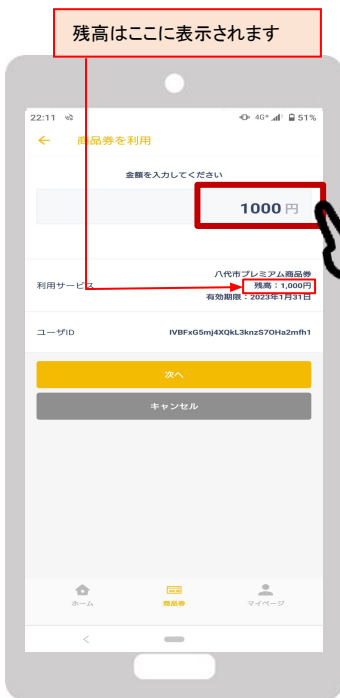 残高はここに表示されます
22:11
4G+ 51%
← 商品券を利用
金額を入力してください
1000 円
八代市プレミアム商品券
利用サービス
残高：1,000円
有効期限：2023年1月31日
ユーザID
IVBFxG5mj4XQkL3knzS7OHa2mfh1
次へ
キャンセル
ホーム
商品券
マイページ